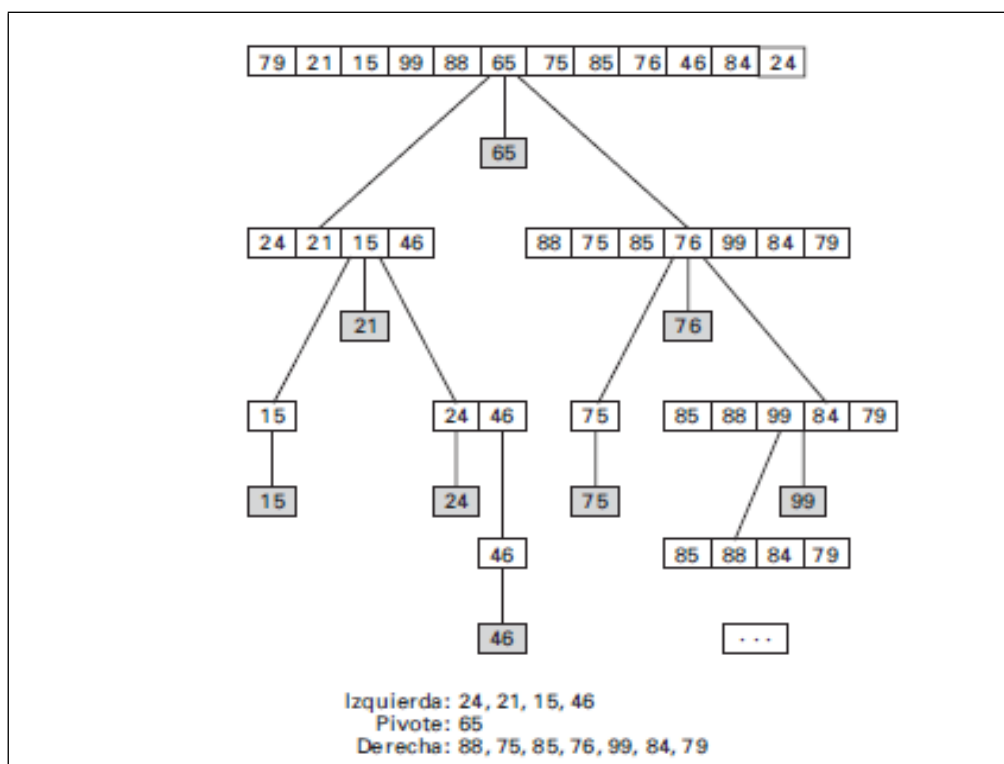 79 21 15 99 88 65 75 85 76 46 84 24
65
24 21 15 46 88 75 85 76 99 84 79
21 76
15 24 46 75 85 88 99 84 79
15 24 75 99
46 85 88 84 79
46 ...
Izquierda: 24, 21, 15, 46
Pivote: 65
Derecha: 88, 75, 85, 76, 99, 84, 79